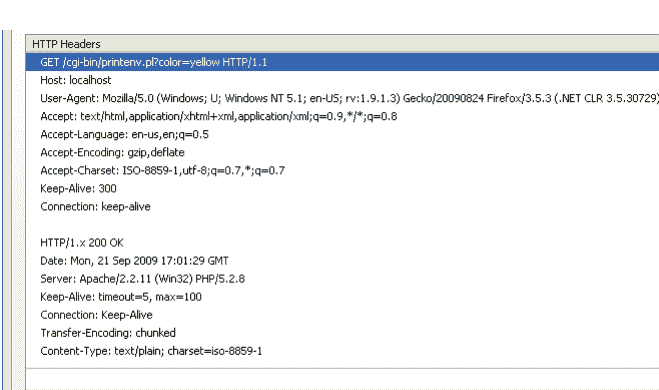 HTTP Headers
GET /cgi-bin/printenv.pl?color=yellow HTTP/1.1
Host: localhost
User-Agent: Mozilla/5.0 (Windows; U; Windows NT 5.1; en-US; rv:1.9.1.3) Gecko/20090824 Firefox/3.5.3 (.NET CLR 3.5.30729)
Accept: text/html,application/xhtml+xml,application/xml;q=0.9,*/*;q=0.8
Accept-Language: en-us,en;q=0.5
Accept-Encoding: gzip,deflate
Accept-Charset: ISO-8859-1,utf-8;q=0.7,*;q=0.7
Keep-Alive: 300
Connection: keep-alive
HTTP/1.x 200 OK
Date: Mon, 21 Sep 2009 17:01:29 GMT
Server: Apache/2.2.11 (Win32) PHP/5.2.8
Keep-Alive: timeout=5, max=100
Connection: Keep-Alive
Transfer-Encoding: chunked
Content-Type: text/plain; charset=iso-8859-1